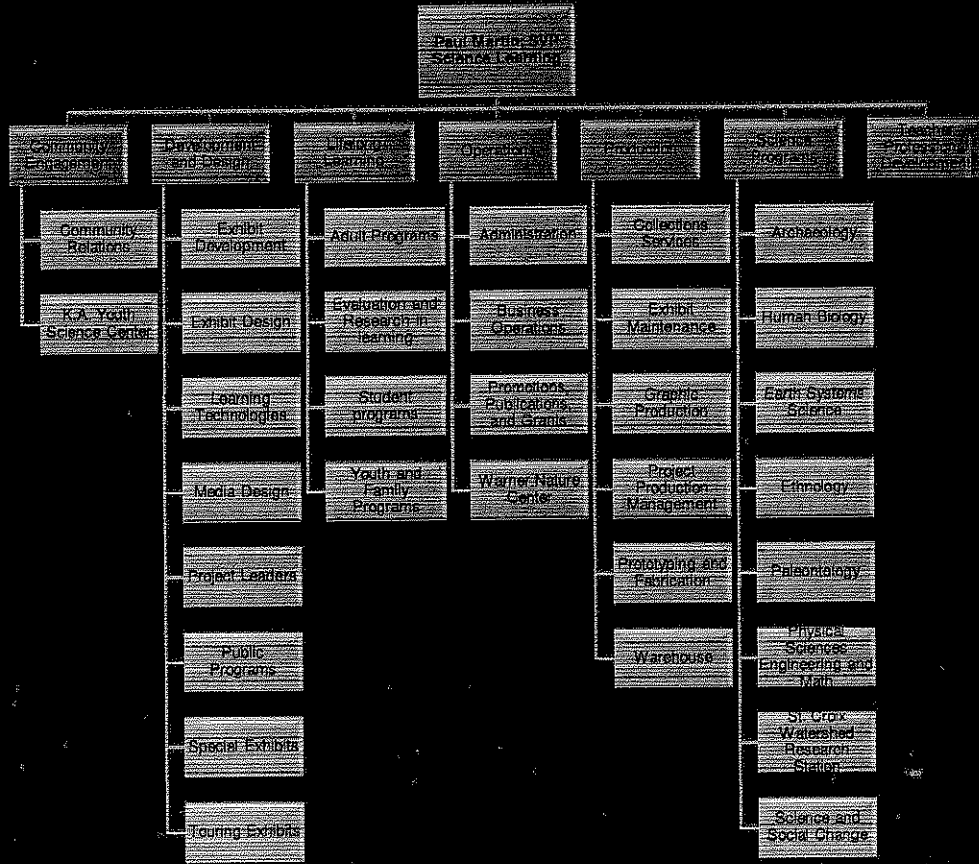 Paul Martin, SVP
Science Learning
Community
Development
and Design
Learning
Operations
Production
Science
Programs
Teacher
Professional
Development
Community
Relations
K.A. Youth
Science Center
Exhibit
Development
Exhibit Design
Learning
Technologies
Media Design
Project Leaders
Public
Programs
Special Exhibits
Touring Exhibits
Adult Programs
Evaluation and
Research in
learning
Student
programs
Youth and
Family
Programs
Administration
Business
Operations
Promotions,
Publications
and Grants
Warner Nature
Center
Collections
Services
Exhibit
Maintenance
Graphic
Production
Project
Production
Management
Prototyping and
Fabrication
Warehouse
Archaeology
Human Biology
Earth Systems
Science
Ethnology
Paleontology
Physical
Sciences
Engineering and
Math
St. Croix
Watershed
Research
Station
Science and
Social Change